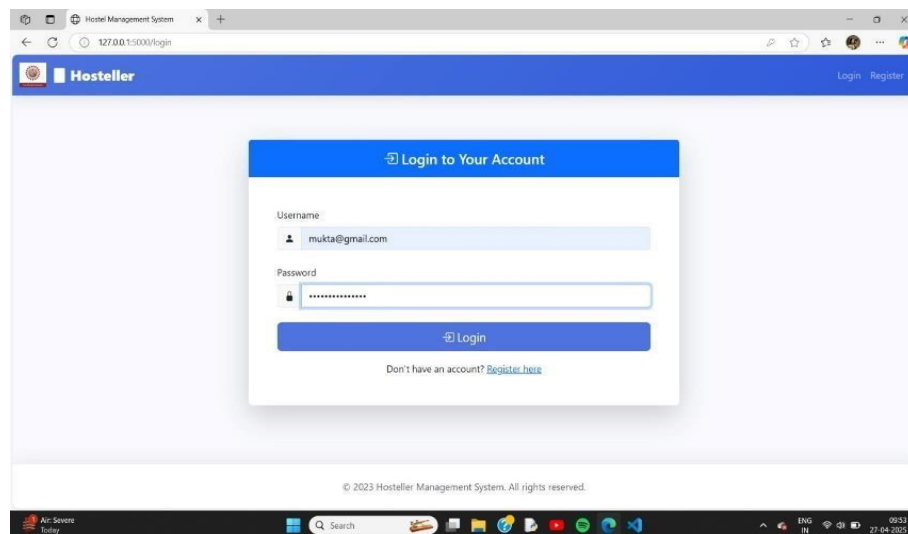 Hostel Management System
127.0.0.1:5000/login
Hosteller
Login Register
Login to Your Account
Username
mukta@gmail.com
Password
Login
Don't have an account? Register here
© 2023 Hosteller Management System. All rights reserved.
Air: Severe
Today
Search
ENG
IN
09:53
27-04-2025